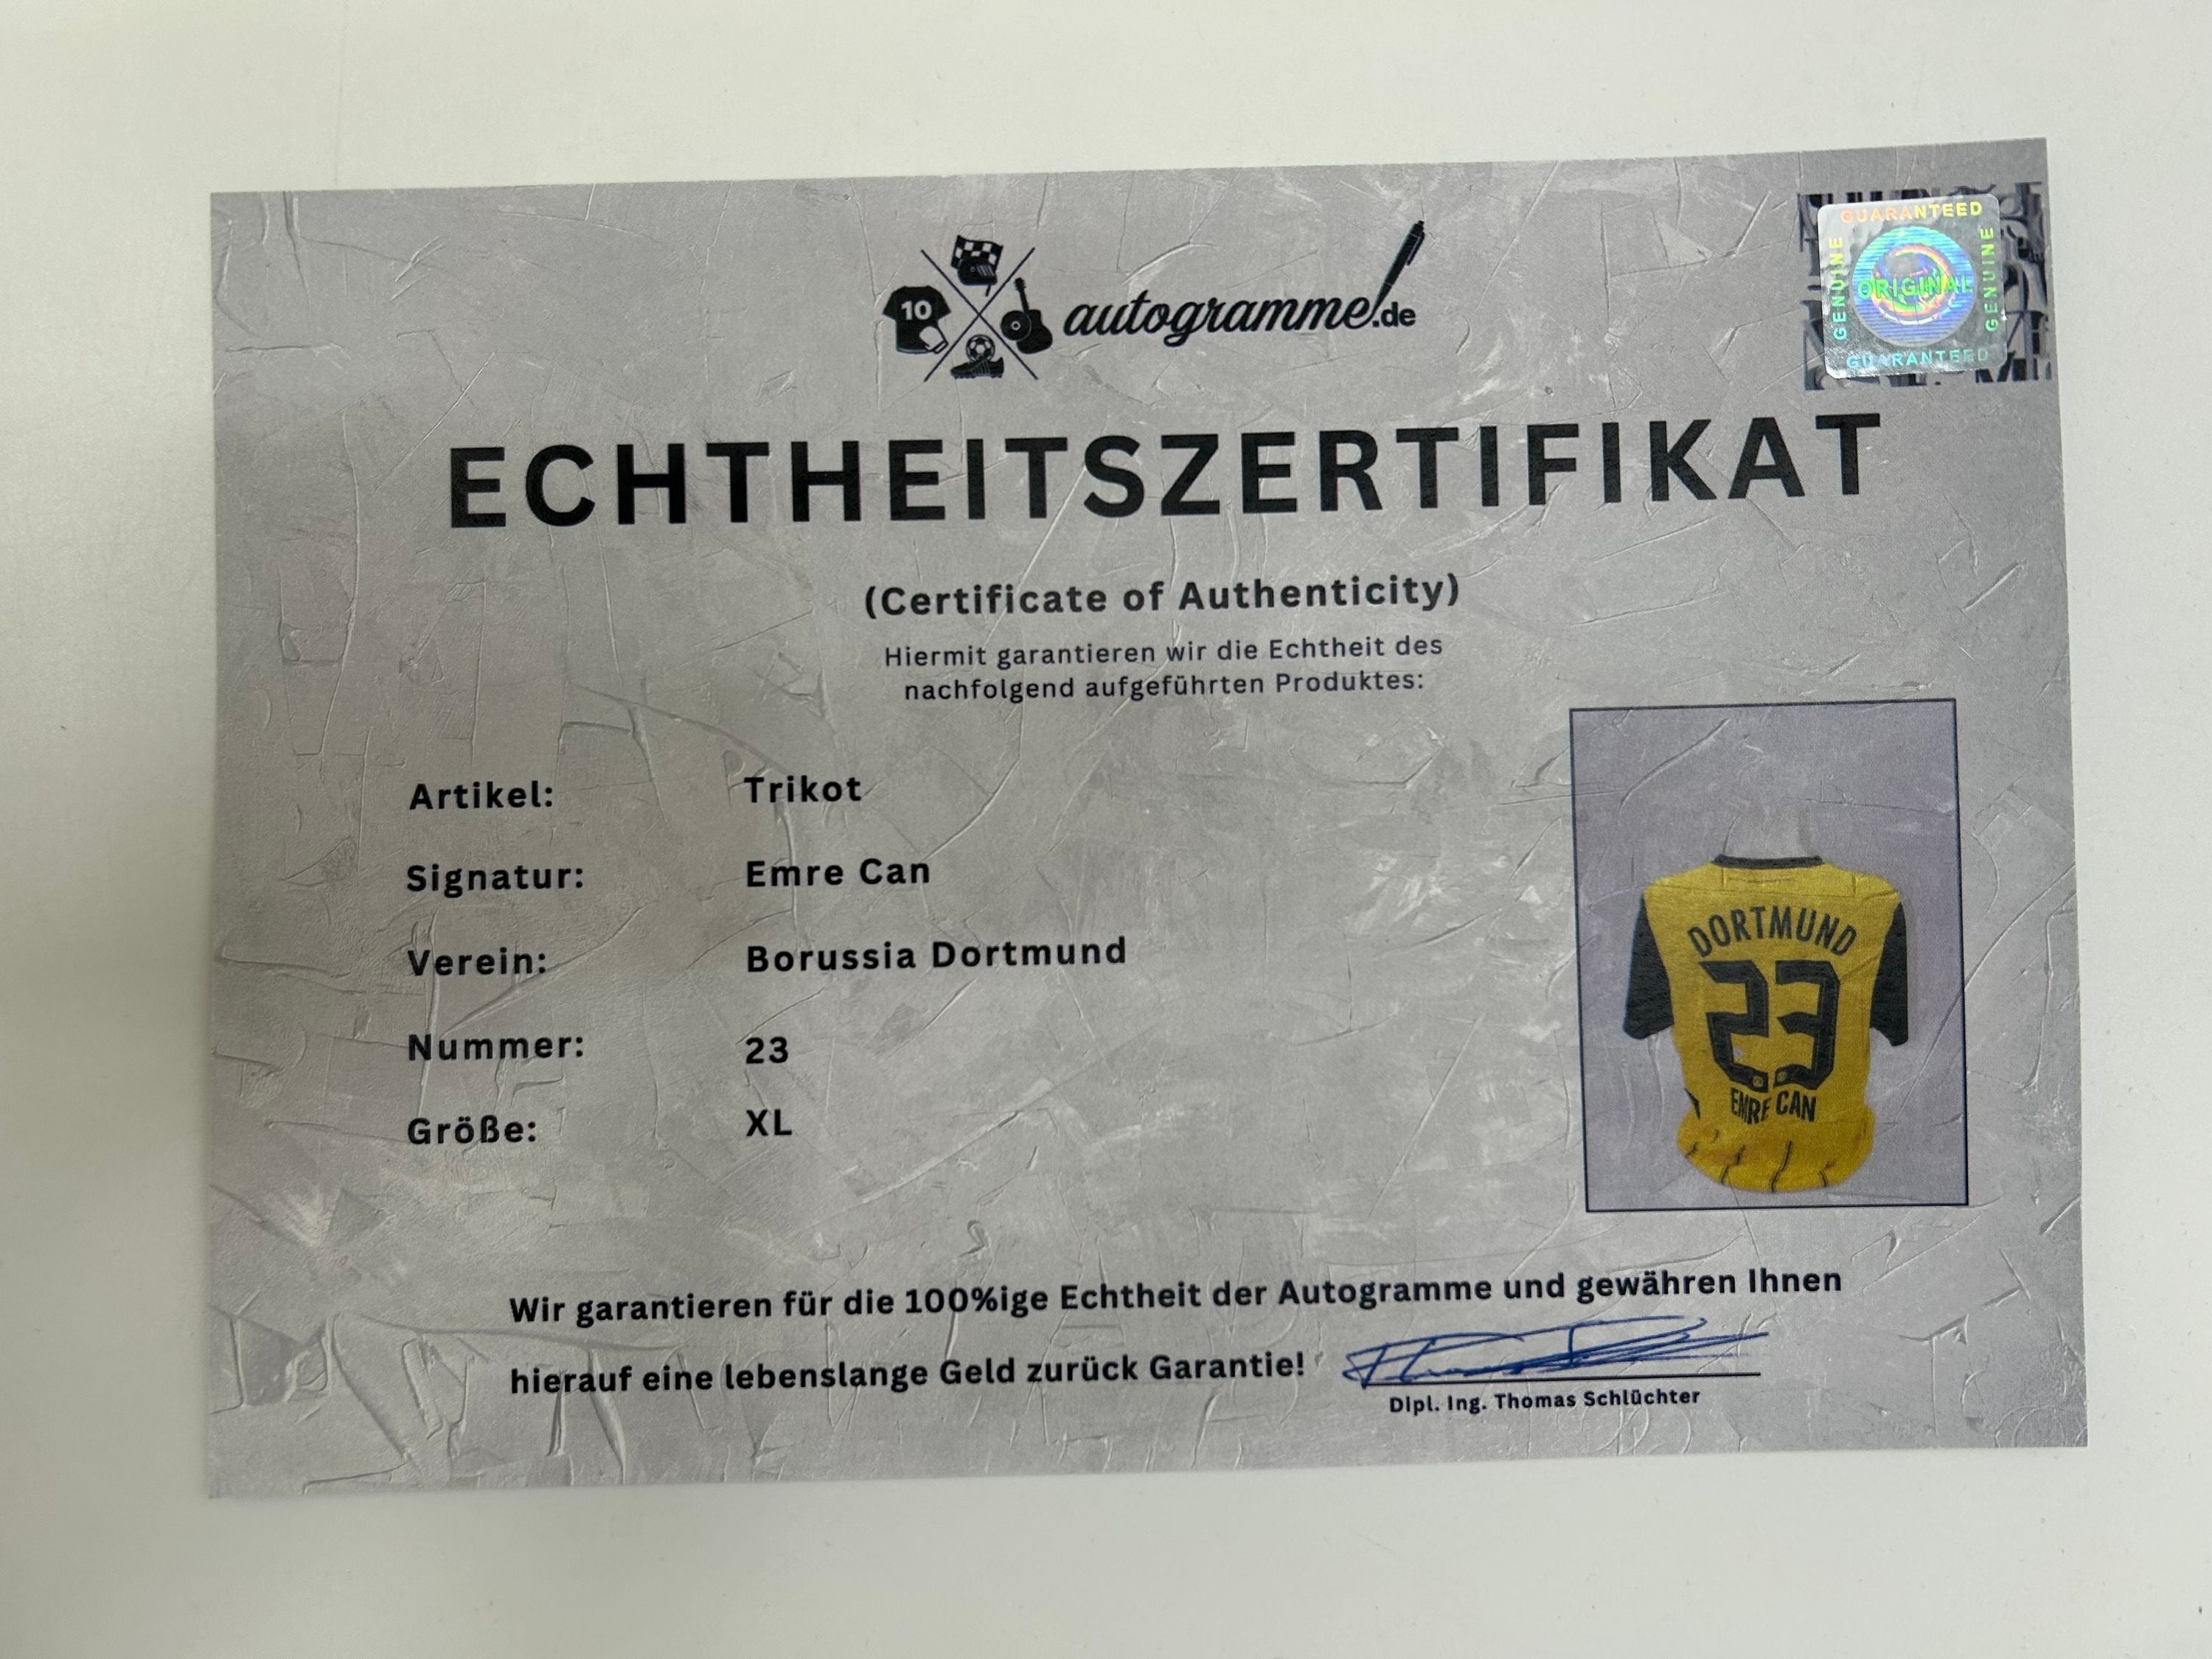 10
autogramme.de
GUARANTEED
GENUINE
ORIGINAL
GENUINE
GUARANTEED
ECHTHEITSZERTIFIKAT
(Certificate of Authenticity)
Hiermit garantieren wir die Echtheit des
nachfolgend aufgeführten Produktes:
Artikel: Trikot
Signatur: Emre Can
Verein: Borussia Dortmund
Nummer: 23
Größe: XL
DORTMUND
23
EMRE CAN
Wir garantieren für die 100%ige Echtheit der Autogramme und gewähren Ihnen
hierauf eine lebenslange Geld zurück Garantie!
Dipl. Ing. Thomas Schlüchter